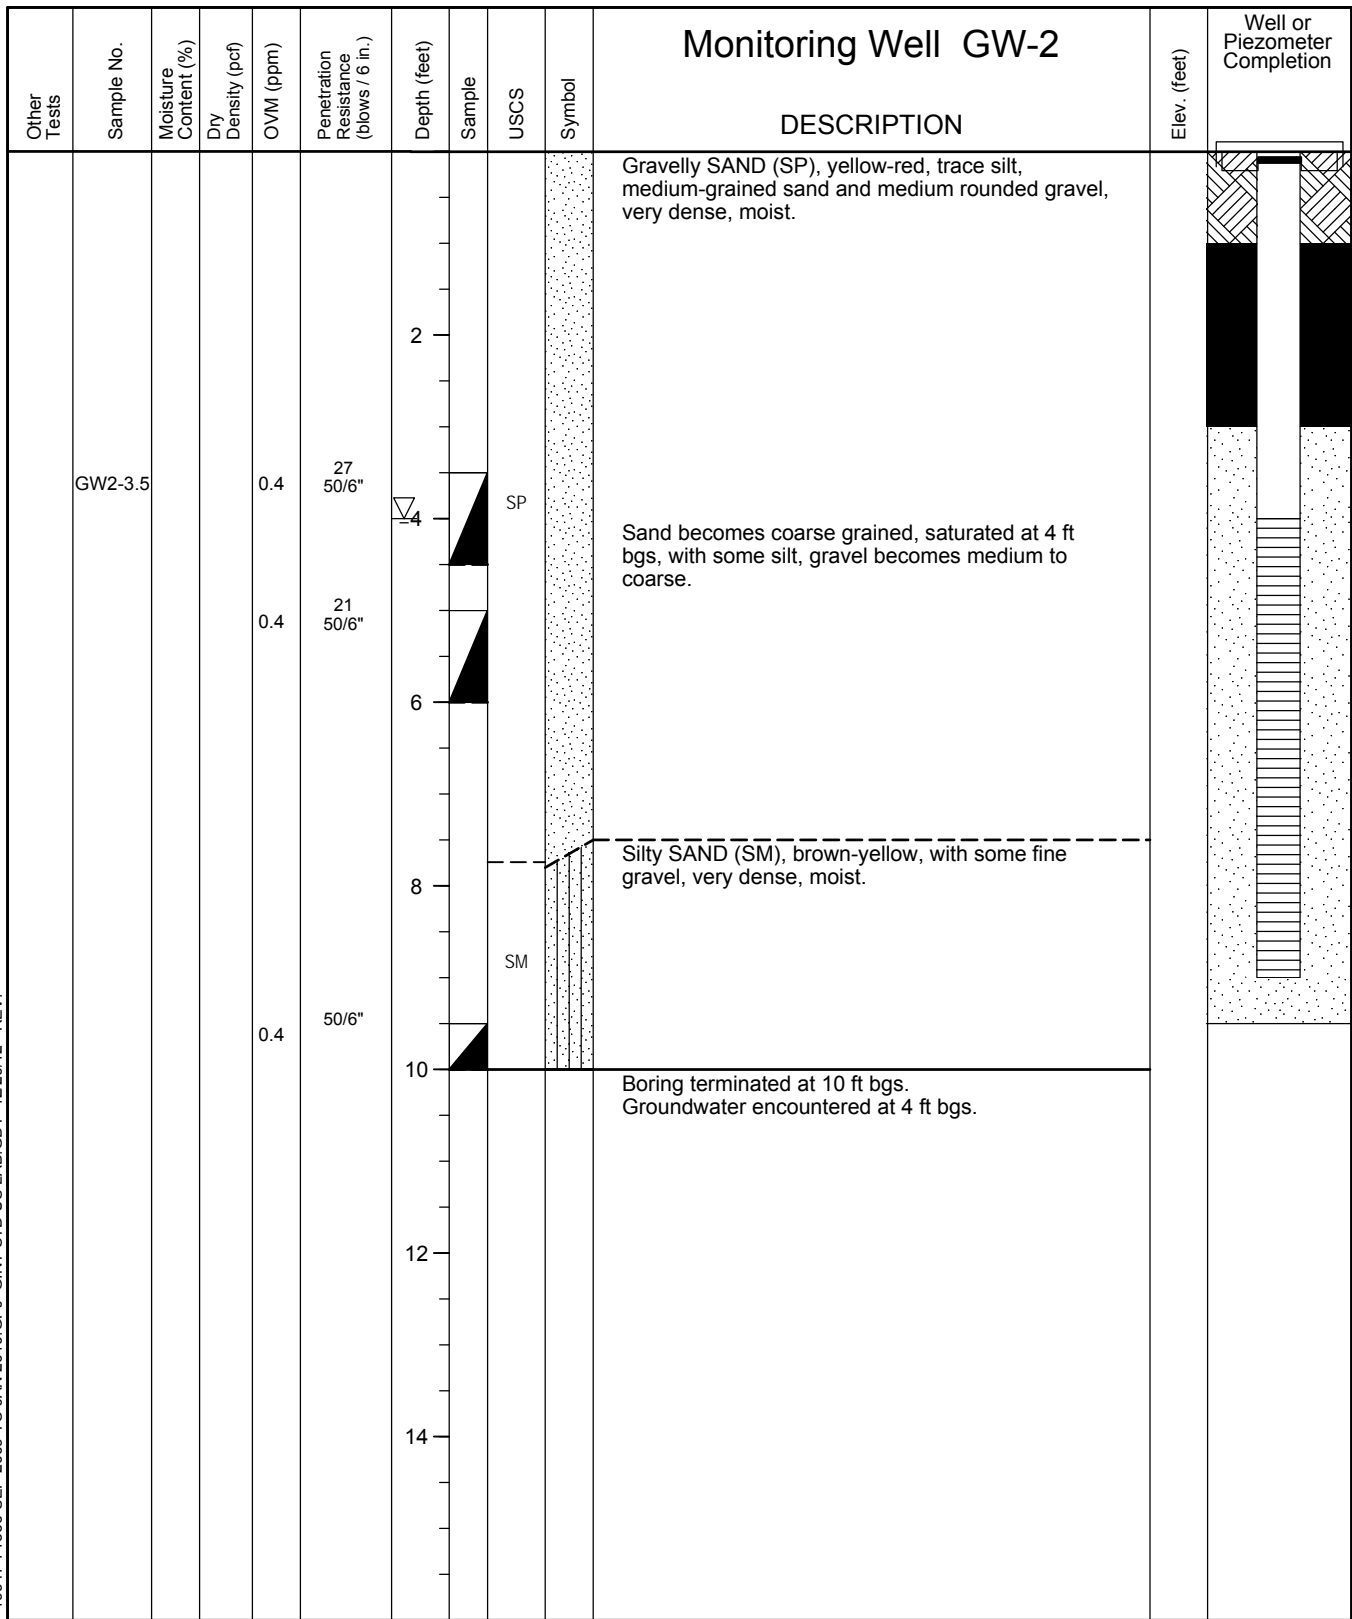 Monitoring Well GW-2
Other
Tests
Sample No.
Moisture
Content (%)
Dry
Density (pcf)
OVM (ppm)
Penetration
Resistance
(blows / 6 in.)
Depth (feet)
Sample
USCS
Symbol
DESCRIPTION
Elev. (feet)
Well or
Piezometer
Completion
Gravelly SAND (SP), yellow-red, trace silt,
medium-grained sand and medium rounded gravel,
very dense, moist.
2
GW2-3.5
0.4
27
50/6"
SP
4
Sand becomes coarse grained, saturated at 4 ft
bgs, with some silt, gravel becomes medium to
coarse.
0.4
21
50/6"
6
Silty SAND (SM), brown-yellow, with some fine
gravel, very dense, moist.
8
SM
0.4
50/6"
10
Boring terminated at 10 ft bgs.
Groundwater encountered at 4 ft bgs.
12
14